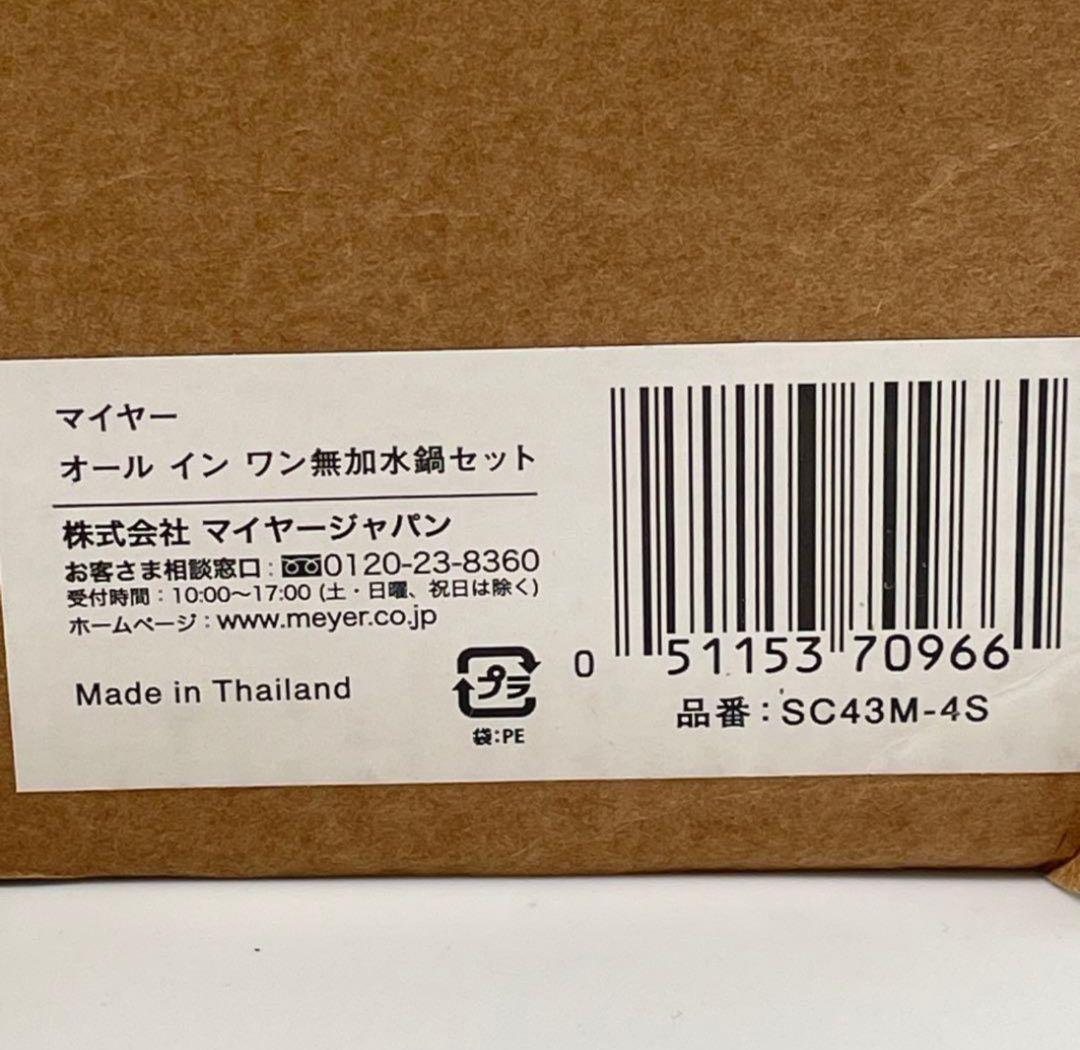 マイヤー
オール イン ワン無加水鍋セット
株式会社 マイヤージャパン
お客さま相談窓口:0120-23-8360
受付時間:10:00〜17:00 (土・日曜、祝日は除く)
ホームページ:www.meyer.co.jp
Made in Thailand
プラ
袋:PE
0 51153 70966
品番:SC43M-4S